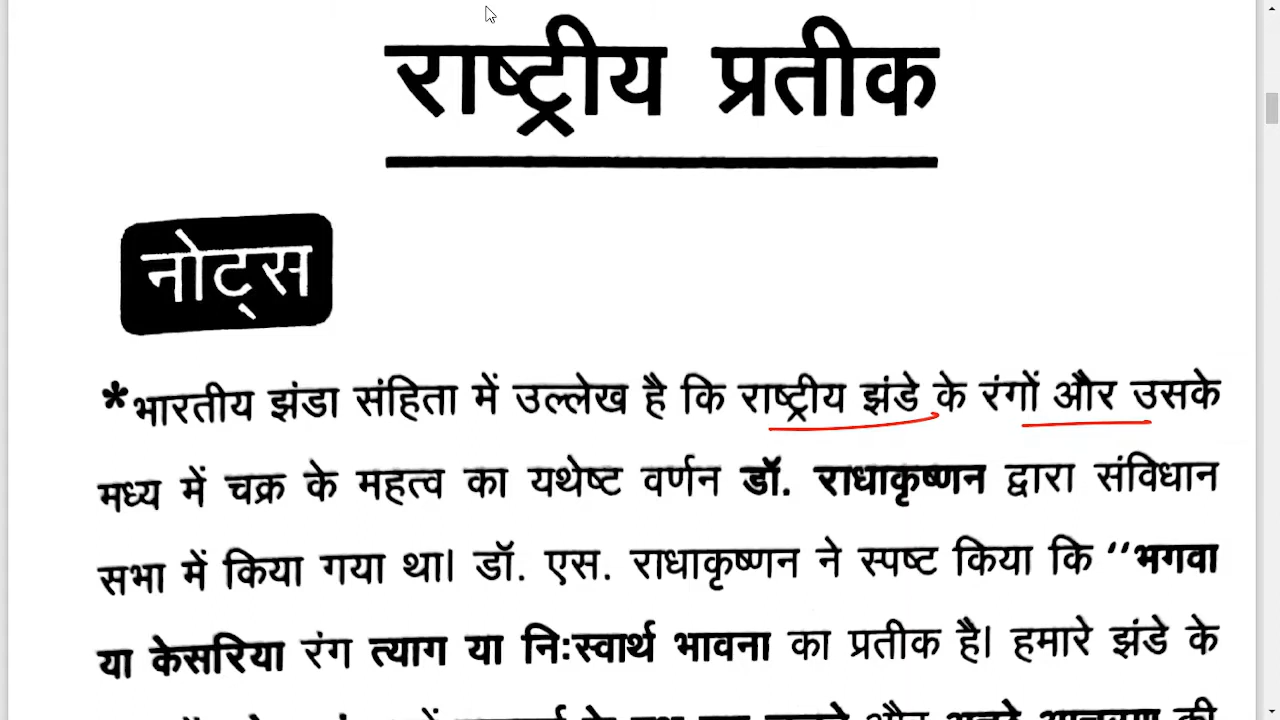 राष्ट्रीय प्रतीक
नोट्स
*भारतीय झंडा संहिता में उल्लेख है कि राष्ट्रीय झंडे के रंगों और उसके
मध्य में चक्र के महत्व का यथेष्ट वर्णन डॉ. राधाकृष्णन द्वारा संविधान
सभा में किया गया था। डॉ. एस. राधाकृष्णन ने स्पष्ट किया कि ‘‘भगवा
या केसरिया रंग त्याग या निःस्वार्थ भावना का प्रतीक है। हमारे झंडे के